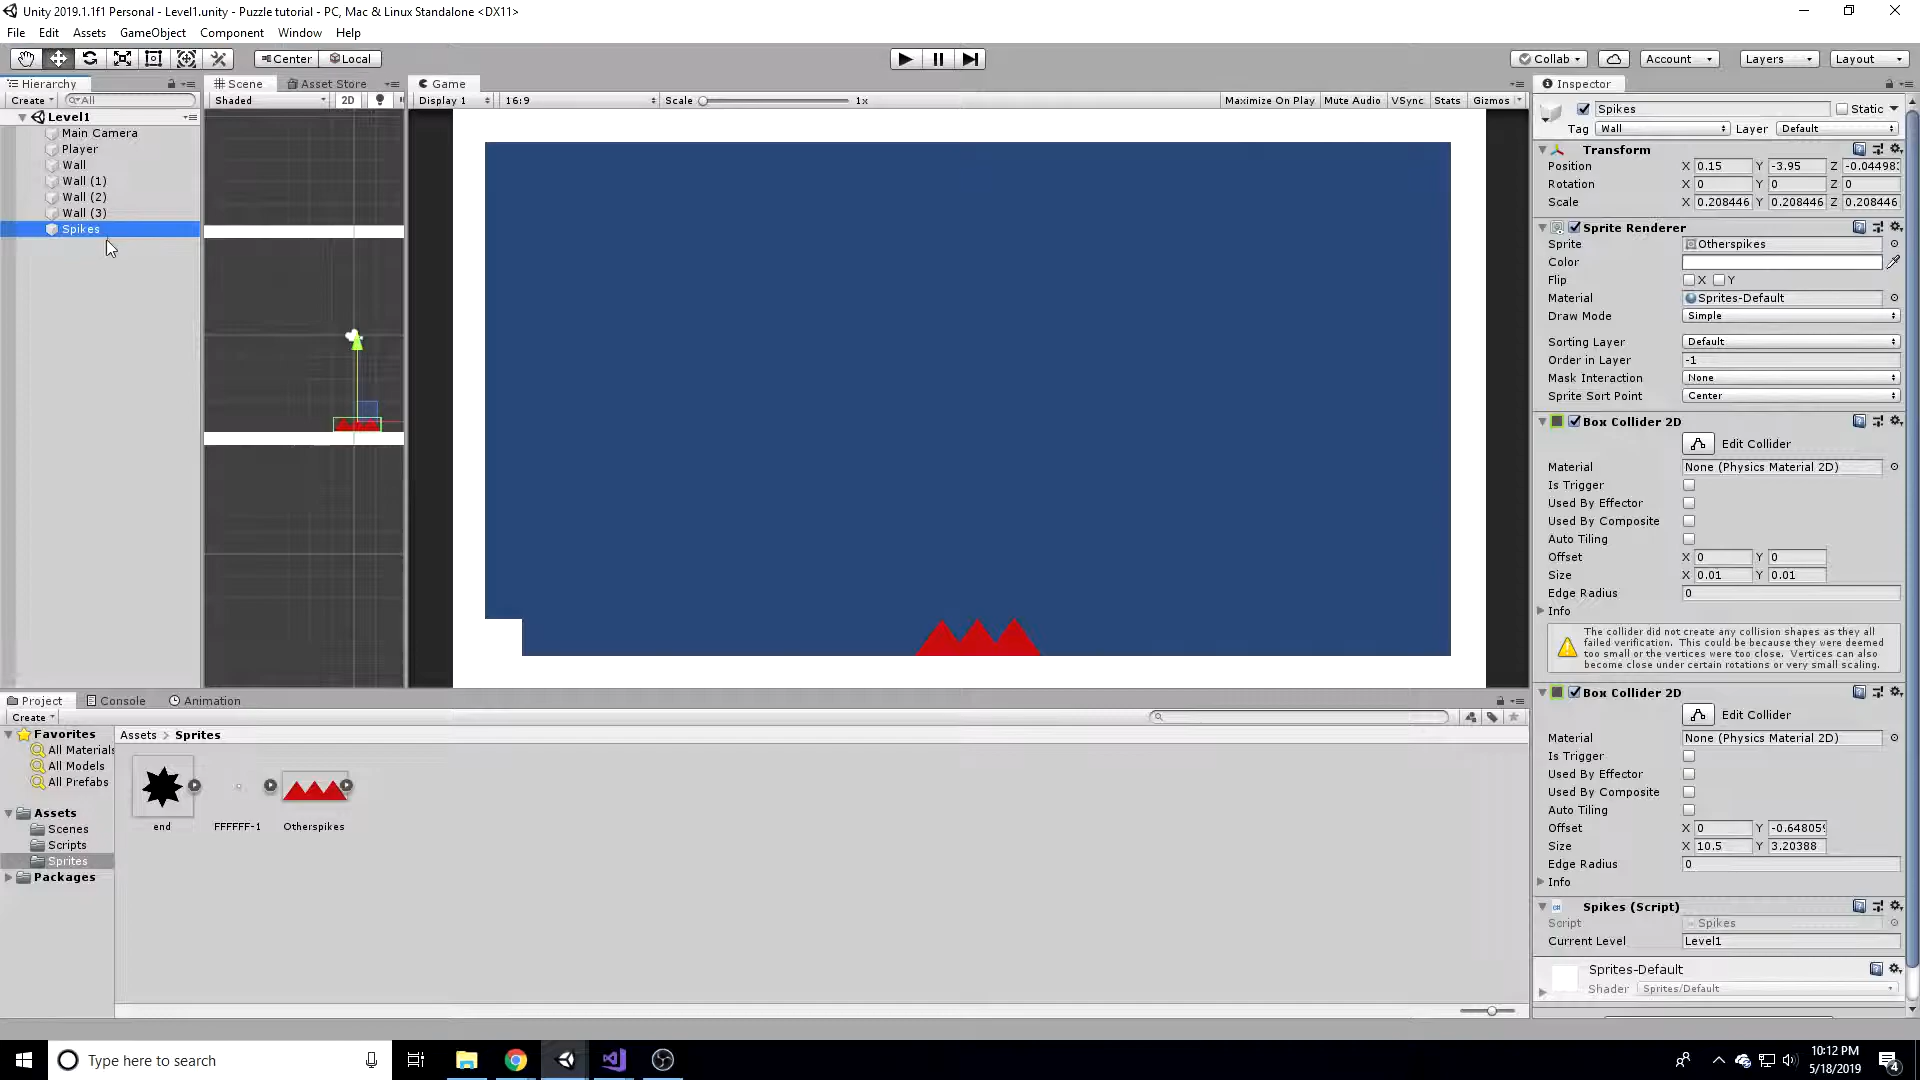 Unity 2019.1.1f1 Personal - Level1.unity - Puzzle tutorial - PC, Mac & Linux Standalone <DX11>
File Edit Assets GameObject Component Window Help
Center Local Collab Account Layers Layout
Hierarchy Scene Asset Store Game Inspector
Create All Shaded 2D Display 1 16:9 Scale 1x Maximize On Play Mute Audio VSync Stats Gizmos
Level1
Main Camera
Player
Wall
Wall (1)
Wall (2)
Wall (3)
Spikes
Spikes Static
Tag Wall Layer Default
Transform
Position X 0.15 Y -3.95 Z -0.04498
Rotation X 0 Y 0 Z 0
Scale X 0.208446 Y 0.208446 Z 0.208446
Sprite Renderer
Sprite Otherspikes
Color
Flip X Y
Material Sprites-Default
Draw Mode Simple
Sorting Layer Default
Order in Layer -1
Mask Interaction None
Sprite Sort Point Center
Box Collider 2D
Edit Collider
Material None (Physics Material 2D)
Is Trigger
Used By Effector
Used By Composite
Auto Tiling
Offset X 0 Y 0
Size X 0.01 Y 0.01
Edge Radius 0
Info
The collider did not create any collision shapes as they all
failed verification. This could be because they were deemed
too small or the vertices were too close. Vertices can also
become close under certain rotations or very small scaling.
Box Collider 2D
Edit Collider
Material None (Physics Material 2D)
Is Trigger
Used By Effector
Used By Composite
Auto Tiling
Offset X 0 Y -0.648059
Size X 10.5 Y 3.20388
Edge Radius 0
Info
Spikes (Script)
Script Spikes
Current Level Level1
Sprites-Default
Shader Sprites/Default
Project Console Animation
Create
Favorites
All Materials
All Models
All Prefabs
Assets
Scenes
Scripts
Sprites
Packages
Assets > Sprites
end FFFFFF-1 Otherspikes
Type here to search
10:12 PM
5/18/2019
4